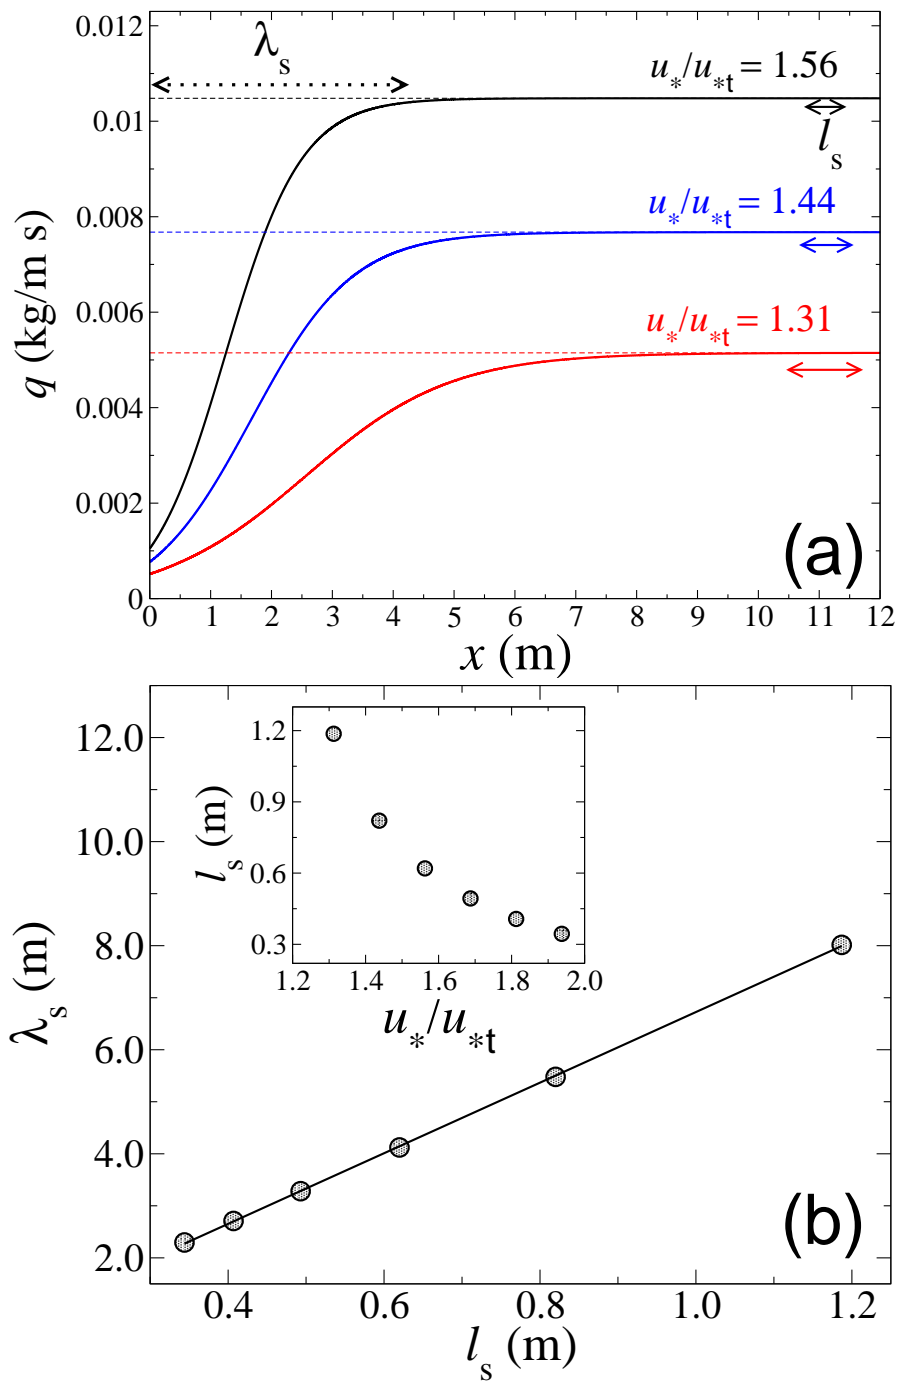 0.012
λs
u*/u*t = 1.56
0.01
ls
0.008
u*/u*t = 1.44
q (kg/m s)
0.006
u*/u*t = 1.31
0.004
0.002
(a)
0
0 1 2 3 4 5 6 7 8 9 10 11 12
x (m)
12.0
10.0
8.0
6.0
4.0
2.0
λs (m)
1.2
0.9
0.6
0.3
ls (m)
1.2 1.4 1.6 1.8 2.0
u*/u*t
(b)
0.4 0.6 0.8 1.0 1.2
ls (m)